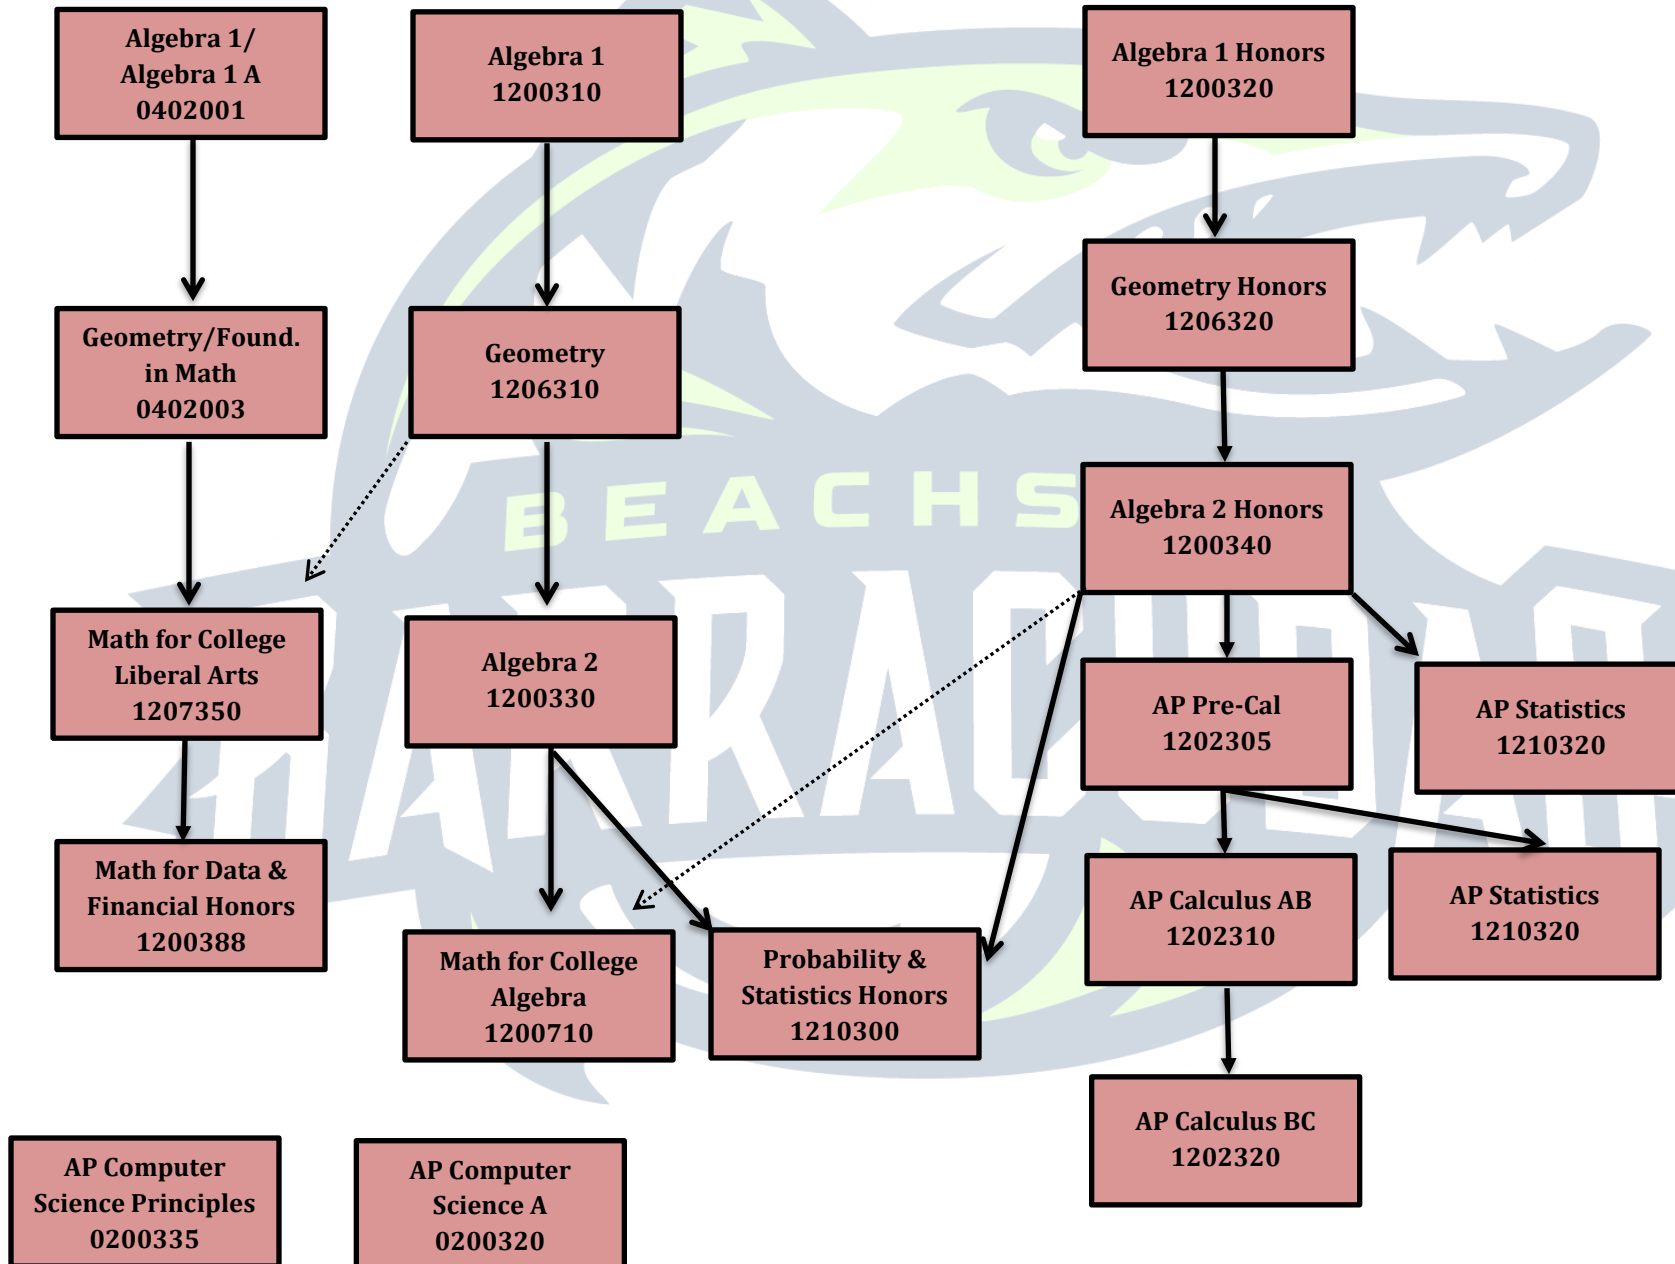 Algebra 1/
Algebra 1 A
0402001
Algebra 1
1200310
Algebra 1 Honors
1200320
Geometry/Found.
in Math
0402003
Geometry
1206310
Geometry Honors
1206320
BEACHS
Algebra 2 Honors
1200340
Math for College
Liberal Arts
1207350
Algebra 2
1200330
AP Pre-Cal
1202305
AP Statistics
1210320
BARRACUDA
Math for Data &
Financial Honors
1200388
Math for College
Algebra
1200710
Probability &
Statistics Honors
1210300
AP Calculus AB
1202310
AP Statistics
1210320
AP Calculus BC
1202320
AP Computer
Science Principles
0200335
AP Computer
Science A
0200320